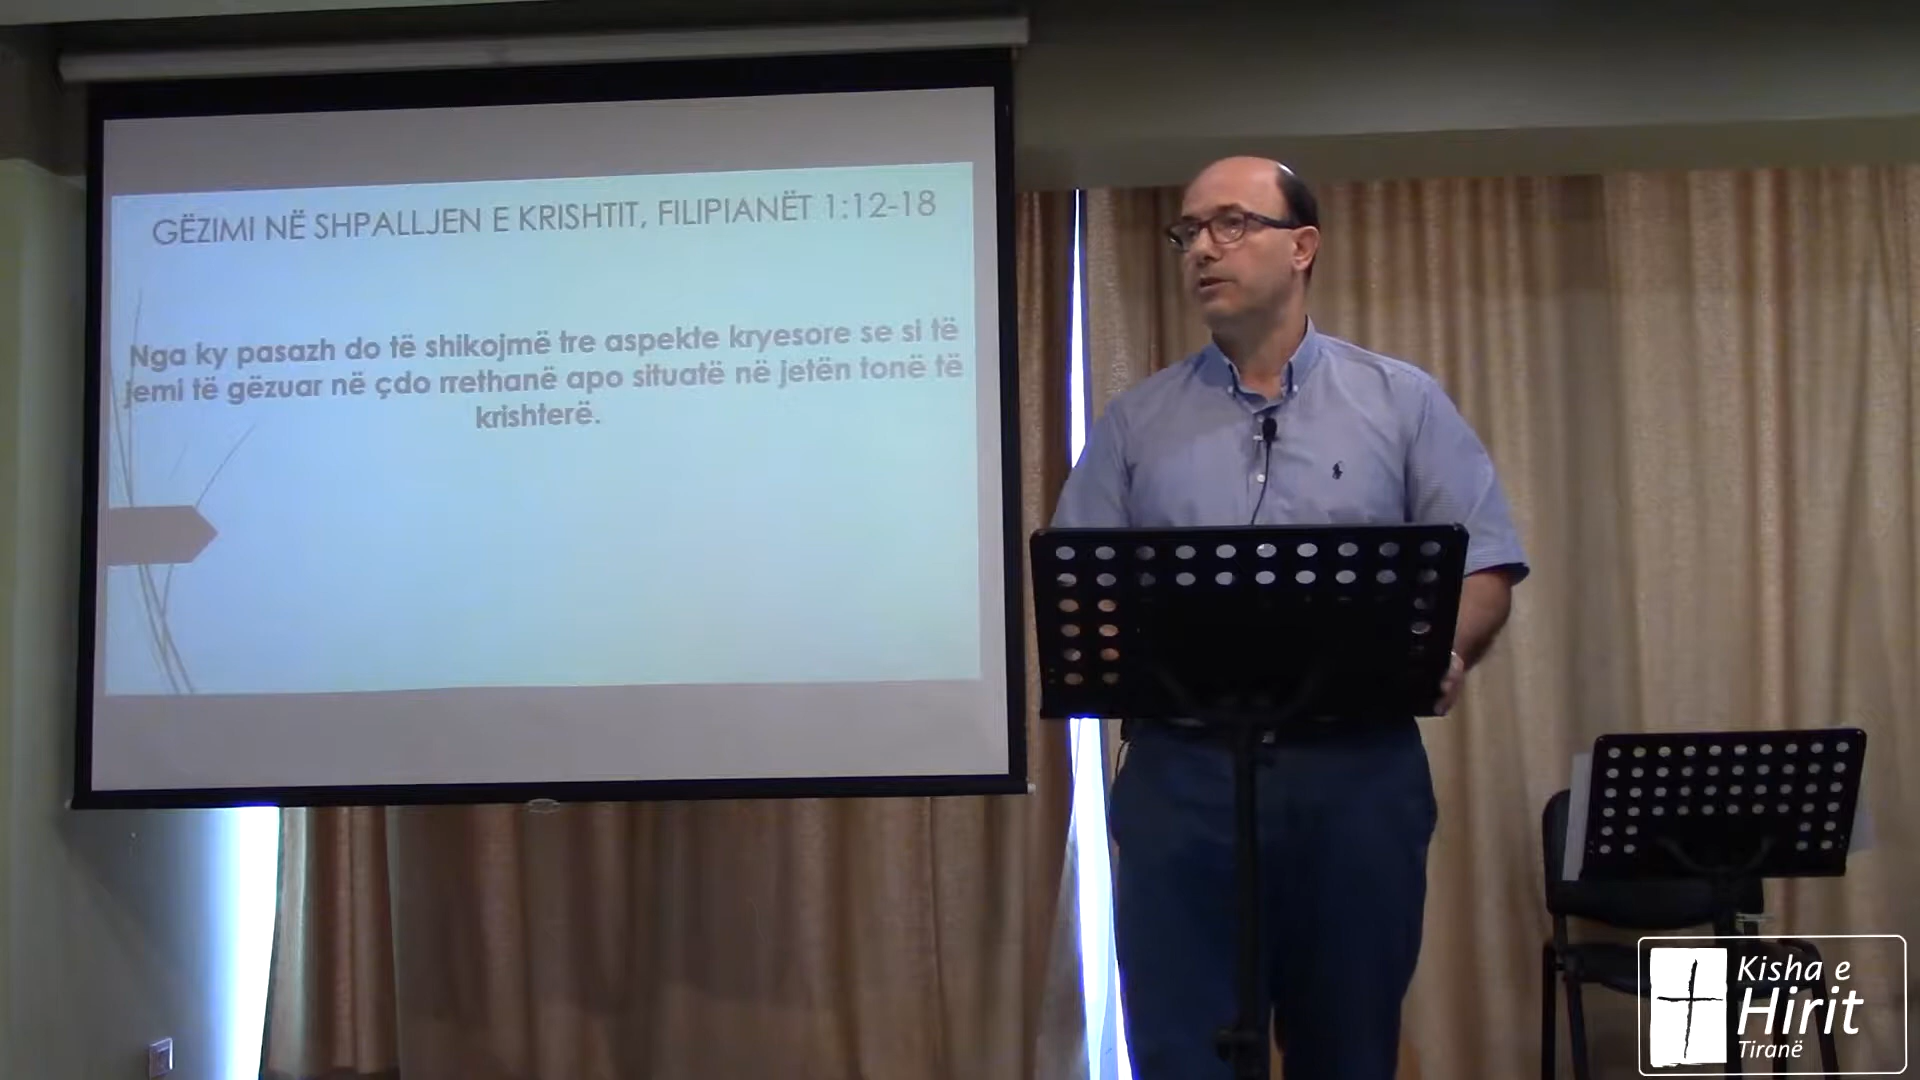 GËZIMI NË SHPALLJEN E KRISHTIT, FILIPIANËT 1:12-18
Nga ky pasazh do të shikojmë tre aspekte kryesore se si të
jemi të gëzuar në çdo rrethanë apo situatë në jetën tonë të
krishterë.
Kisha e
Hirit
Tiranë